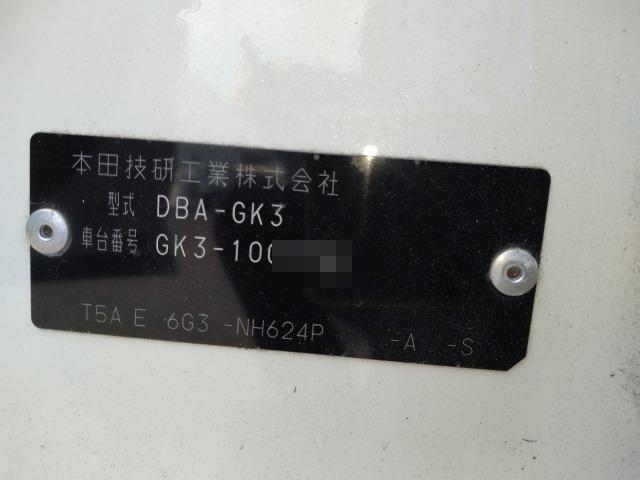 本田技研工業株式会社
型式 DBA-GK3
車台番号 GK3-100
T5A E 6G3 -NH624P -A -S